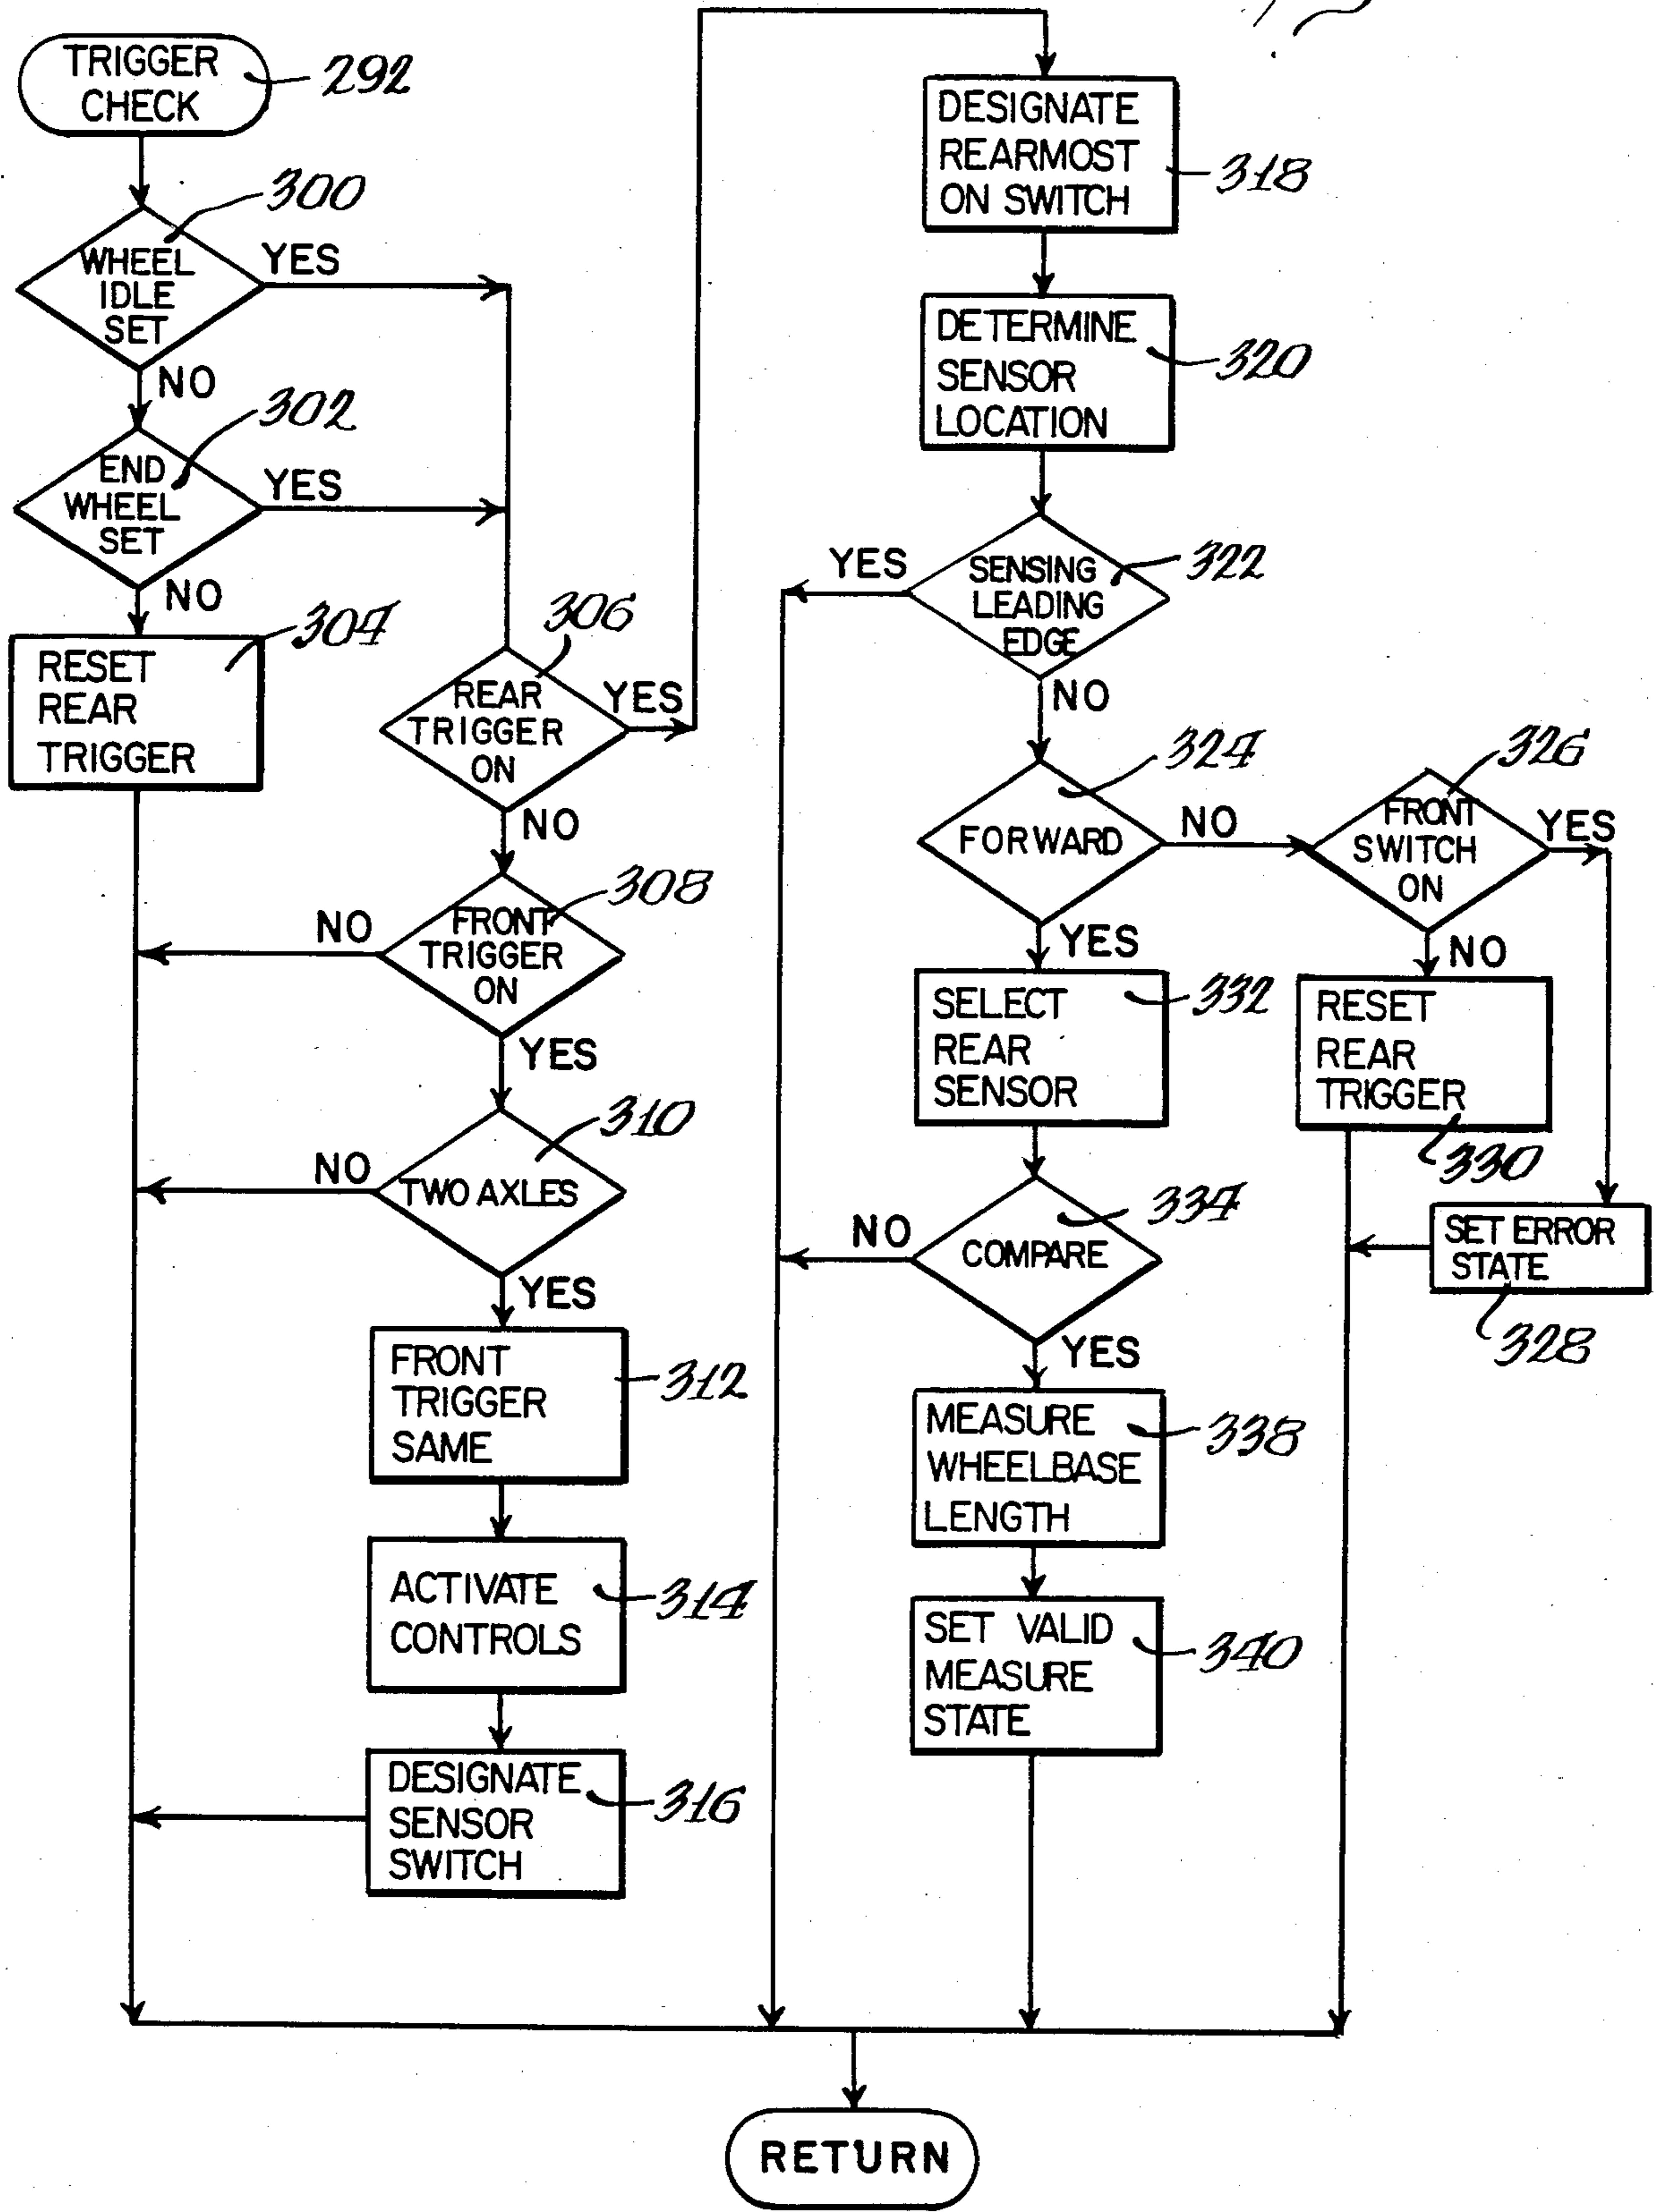 TRIGGER
CHECK
292
300
WHEEL
IDLE
SET
YES
NO
302
END
WHEEL
SET
YES
NO
304
RESET
REAR
TRIGGER
306
REAR
TRIGGER
ON
YES
NO
308
FRONT
TRIGGER
ON
NO
YES
310
TWO AXLES
NO
YES
312
FRONT
TRIGGER
SAME
314
ACTIVATE
CONTROLS
316
DESIGNATE
SENSOR
SWITCH
318
DESIGNATE
REARMOST
ON SWITCH
320
DETERMINE
SENSOR
LOCATION
322
SENSING
LEADING
EDGE
YES
NO
324
FORWARD
NO
YES
326
FRONT
SWITCH
ON
YES
NO
332
SELECT
REAR
SENSOR
RESET
REAR
TRIGGER
330
SET ERROR
STATE
328
334
COMPARE
NO
YES
338
MEASURE
WHEELBASE
LENGTH
340
SET VALID
MEASURE
STATE
RETURN